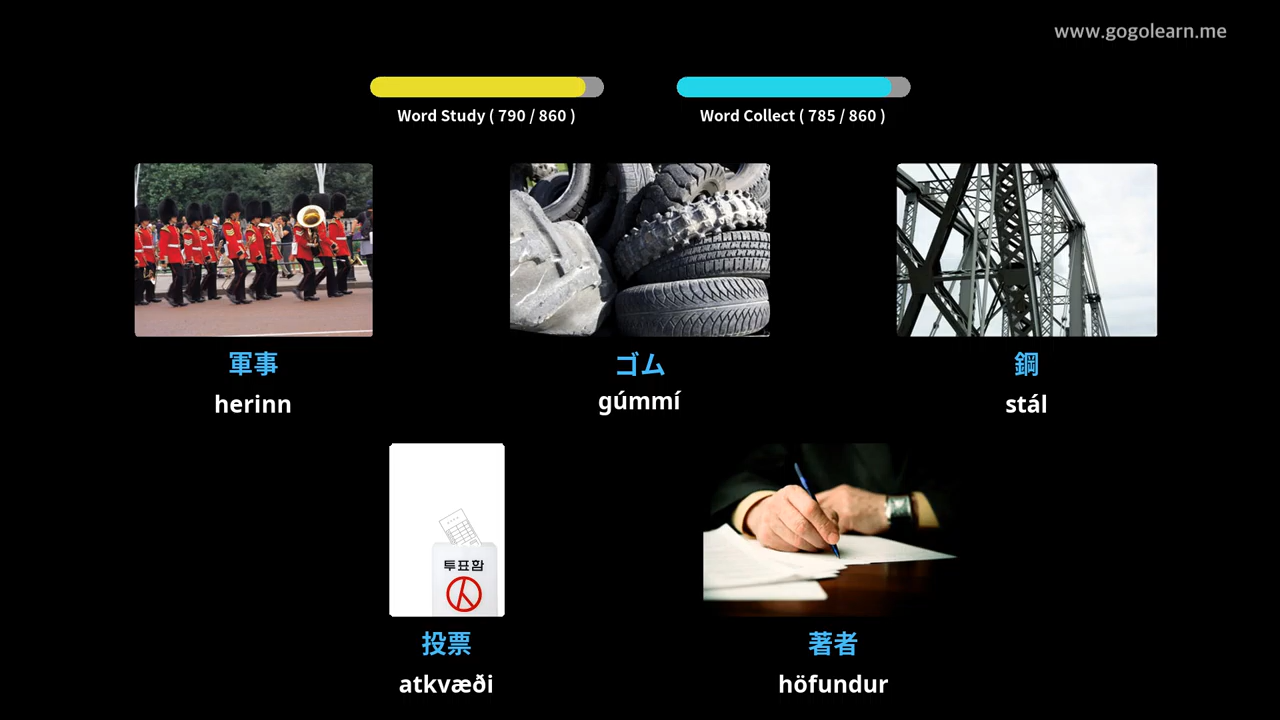 www.gogolearn.me
Word Study ( 790 / 860 )
Word Collect ( 785 / 860 )
軍事
herinn
ゴム
gúmmí
鋼
stál
투표함
投票
atkvæði
著者
höfundur